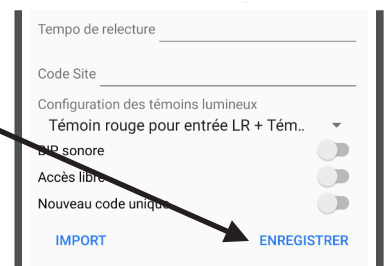 Tempo de relecture
Code Site
Configuration des témoins lumineux
Témoin rouge pour entrée LR + Tém..
BIP sonore
Accès libre
Nouveau code unique
IMPORT ENREGISTRER